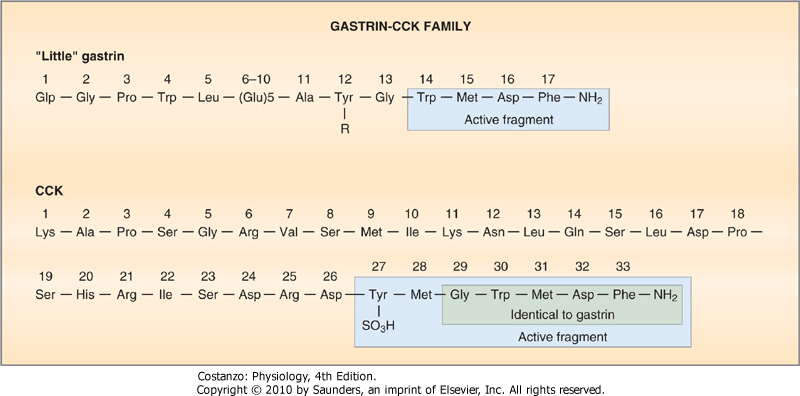 GASTRIN-CCK FAMILY
"Little" gastrin
1 2 3 4 5 6–10 11 12 13 14 15 16 17
Glp — Gly — Pro — Trp — Leu — (Glu)5 — Ala — Tyr — Gly — Trp — Met — Asp — Phe — NH₂
R
Active fragment
CCK
1 2 3 4 5 6 7 8 9 10 11 12 13 14 15 16 17 18
Lys — Ala — Pro — Ser — Gly — Arg — Val — Ser — Met — Ile — Lys — Asn — Leu — Gln — Ser — Leu — Asp — Pro —
19 20 21 22 23 24 25 26 27 28 29 30 31 32 33
Ser — His — Arg — Ile — Ser — Asp — Arg — Asp — Tyr — Met — Gly — Trp — Met — Asp — Phe — NH₂
SO₃H
Identical to gastrin
Active fragment
Costanzo: Physiology, 4th Edition.
Copyright © 2010 by Saunders, an imprint of Elsevier, Inc. All rights reserved.